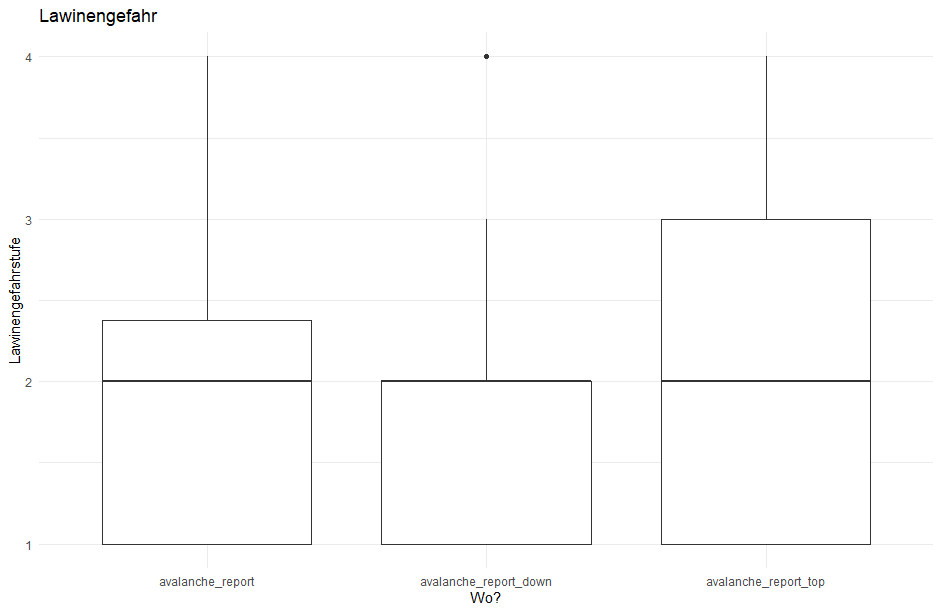 Lawinengefahr
Lawinengefahrstufe
4
3
2
1
avalanche_report
avalanche_report_down
avalanche_report_top
Wo?